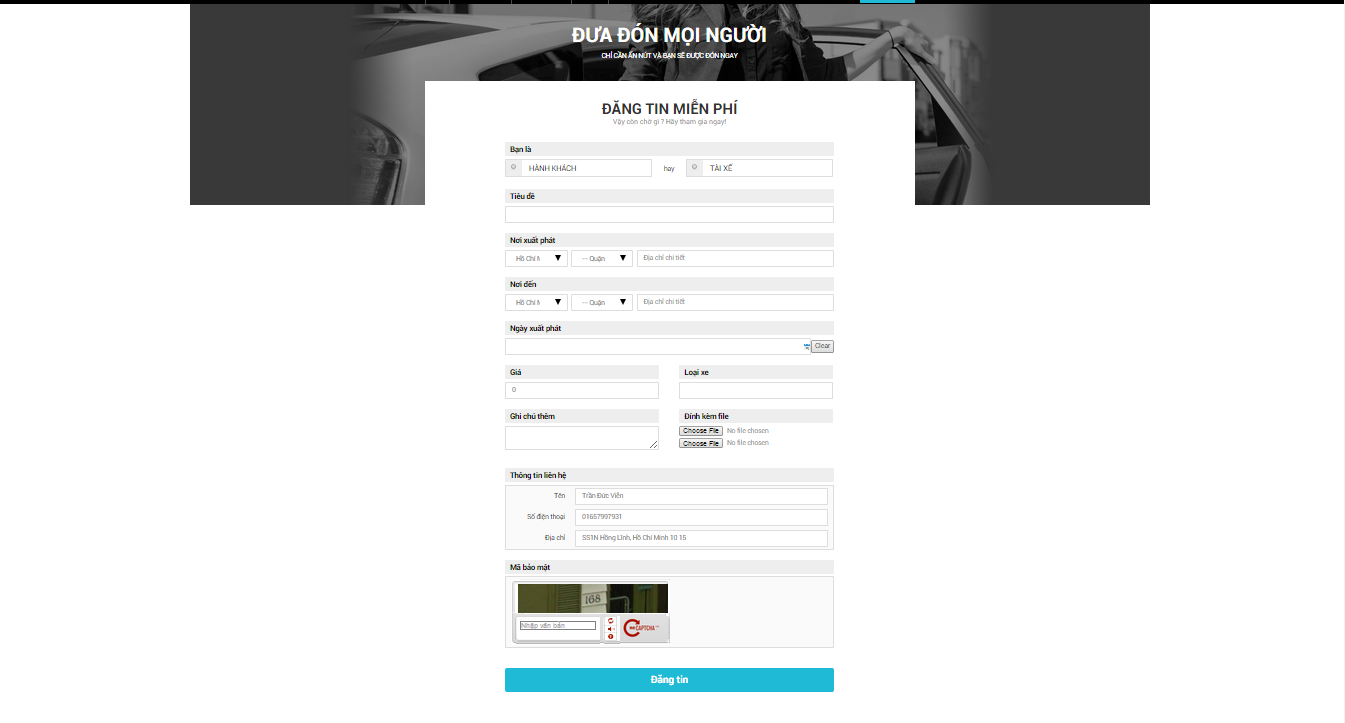 ĐƯA ĐÓN MỌI NGƯỜI
CHỈ CẦN ẤN NÚT VÀ BẠN SẼ ĐƯỢC ĐÓN NGAY
ĐĂNG TIN MIỄN PHÍ
Vậy còn chờ gì ? Hãy tham gia ngay!
Bạn là
HÀNH KHÁCH hay TÀI XẾ
Tiêu đề
Nơi xuất phát
Hồ Chí M --- Quận Địa chỉ chi tiết
Nơi đến
Hồ Chí M --- Quận Địa chỉ chi tiết
Ngày xuất phát
Clear
Giá Loại xe
0
Ghi chú thêm Đính kèm file
Choose File No file chosen
Choose File No file chosen
Thông tin liên hệ
Tên Trần Đức Viễn
Số điện thoại 01657997931
Địa chỉ SS1N Hồng Lĩnh, Hồ Chí Minh 10 15
Mã bảo mật
168
Nhập văn bản
CAPTCHA
Đăng tin